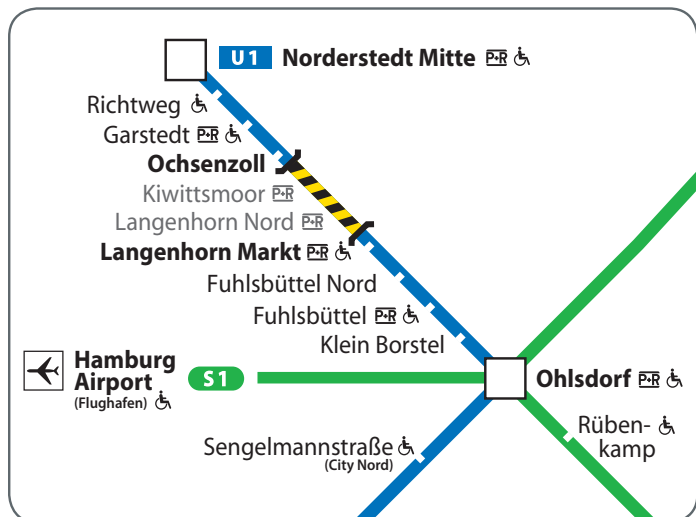 U1 Norderstedt Mitte P+R
Richtweg
Garstedt P+R
Ochsenzoll
Kiwittsmoor P+R
Langenhorn Nord P+R
Langenhorn Markt P+R
Fuhlsbüttel Nord
Fuhlsbüttel P+R
Klein Borstel
Hamburg
Airport
(Flughafen)
S1
Ohlsdorf P+R
Sengelmannstraße
(City Nord)
Rüben-
kamp